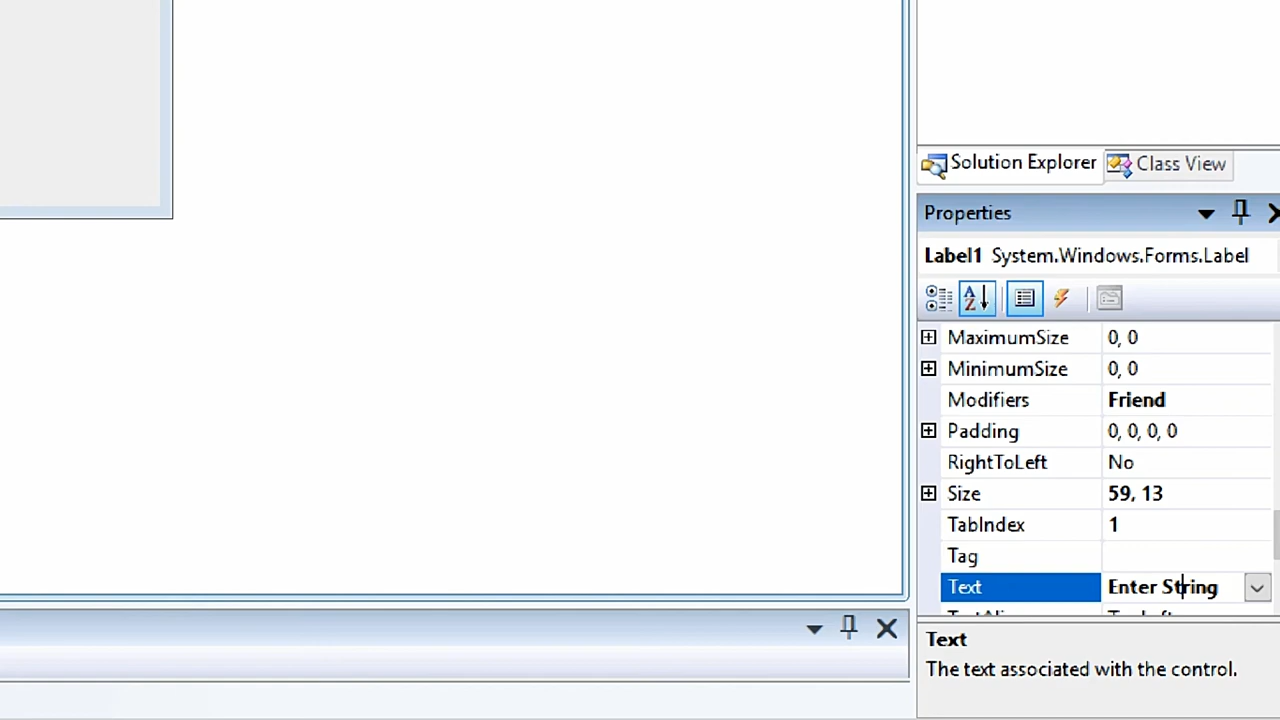 Solution Explorer Class View
Properties
Label1 System.Windows.Forms.Label
MaximumSize 0, 0
MinimumSize 0, 0
Modifiers Friend
Padding 0, 0, 0, 0
RightToLeft No
Size 59, 13
TabIndex 1
Tag
Text Enter String
Text
The text associated with the control.